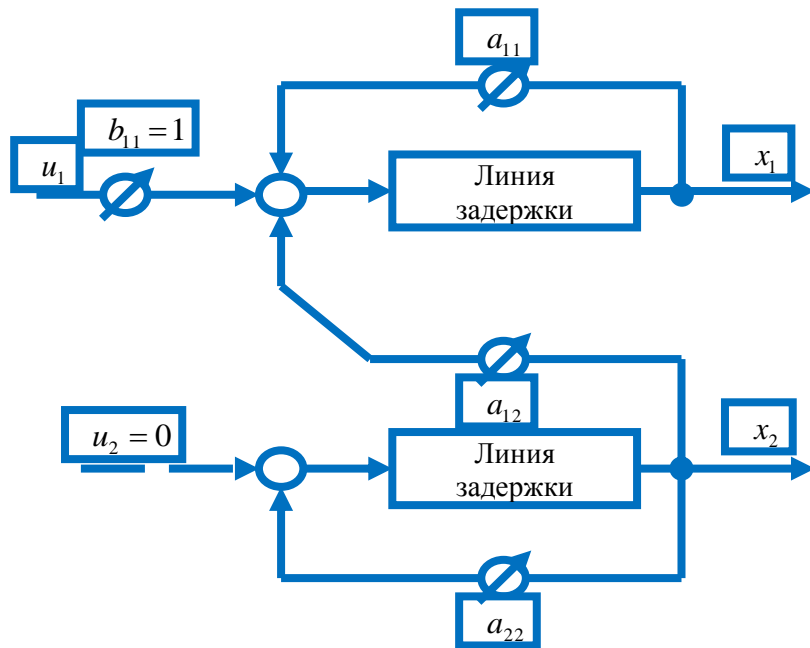 a₁₁
b₁₁ = 1
u₁
Линия
задержки
x₁
a₁₂
u₂ = 0
Линия
задержки
x₂
a₂₂